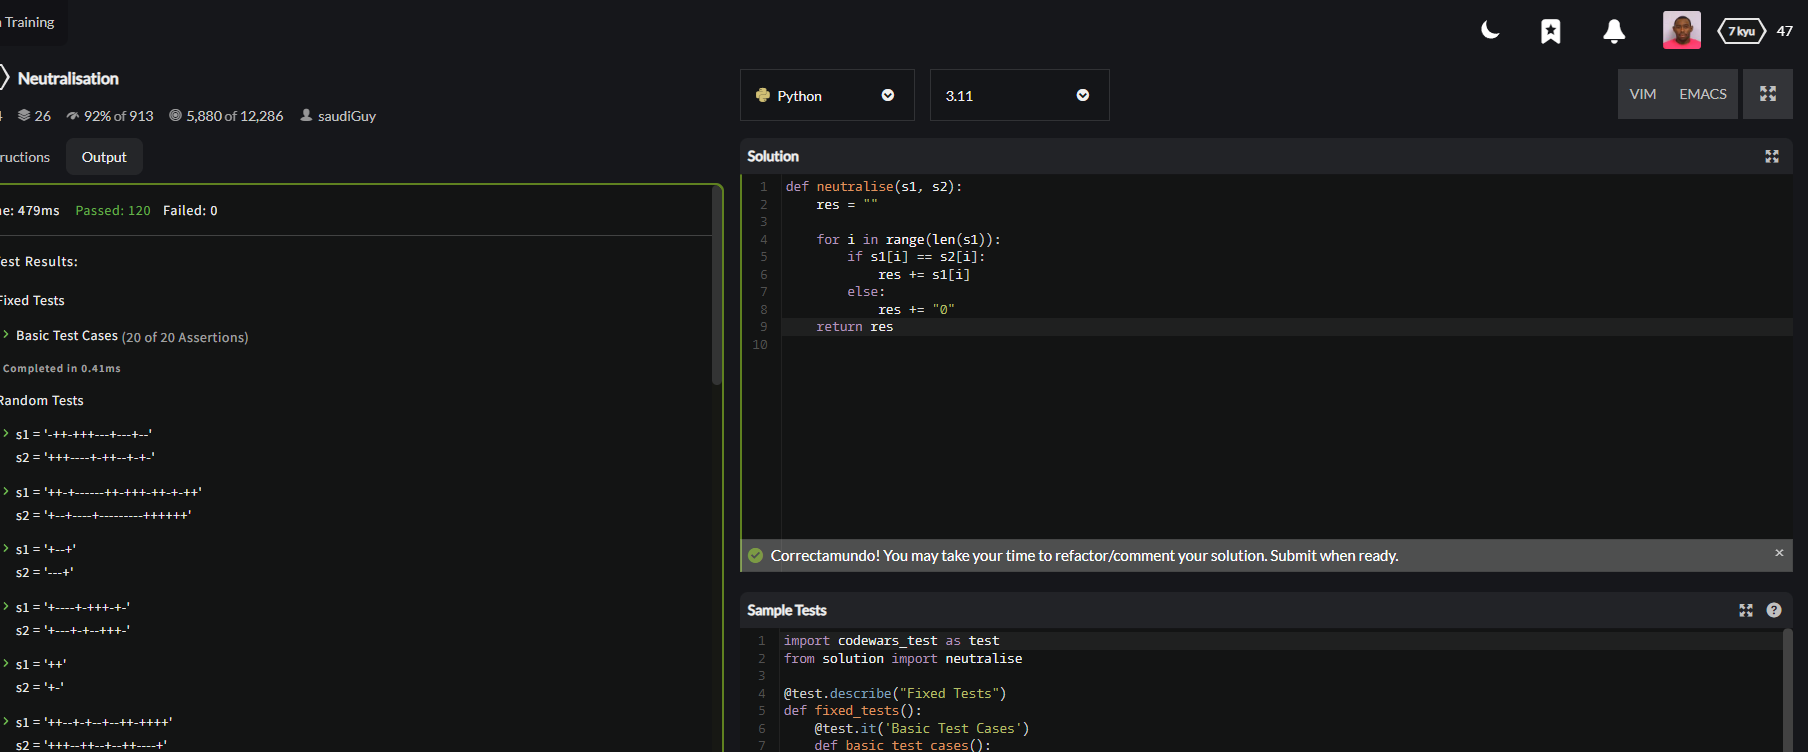 Training
7 kyu 47
Neutralisation
26 92% of 913 5,880 of 12,286 saudiGuy
Output
479ms Passed: 120 Failed: 0
Test Results:
Fixed Tests
Basic Test Cases (20 of 20 Assertions)
Completed in 0.41ms
Random Tests
s1 = '-++-+++---+---+--'
s2 = '+++----+-++--+-+-'
s1 = '++-+------++-+++-++-+-++'
s2 = '+--+----+---------++++++'
s1 = '+--+'
s2 = '---+'
s1 = '+----+-+++-+-'
s2 = '+---+-+--+++-'
s1 = '++'
s2 = '+-'
s1 = '++--+-+--+--++-++++'
s2 = '+++--++--+--++----+'
Python 3.11
VIM EMACS
Solution
1 def neutralise(s1, s2):
2 res = ""
3
4 for i in range(len(s1)):
5 if s1[i] == s2[i]:
6 res += s1[i]
7 else:
8 res += "0"
9 return res
10
Correctamundo! You may take your time to refactor/comment your solution. Submit when ready. ×
Sample Tests ?
1 import codewars_test as test
2 from solution import neutralise
3
4 @test.describe("Fixed Tests")
5 def fixed_tests():
6 @test.it('Basic Test Cases')
7 def basic_test_cases():